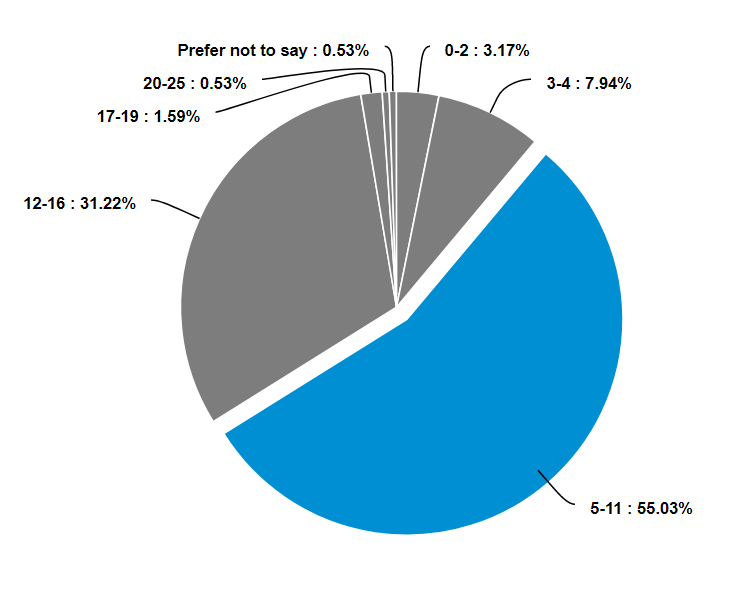 Prefer not to say : 0.53%
0-2 : 3.17%
20-25 : 0.53%
3-4 : 7.94%
17-19 : 1.59%
12-16 : 31.22%
5-11 : 55.03%